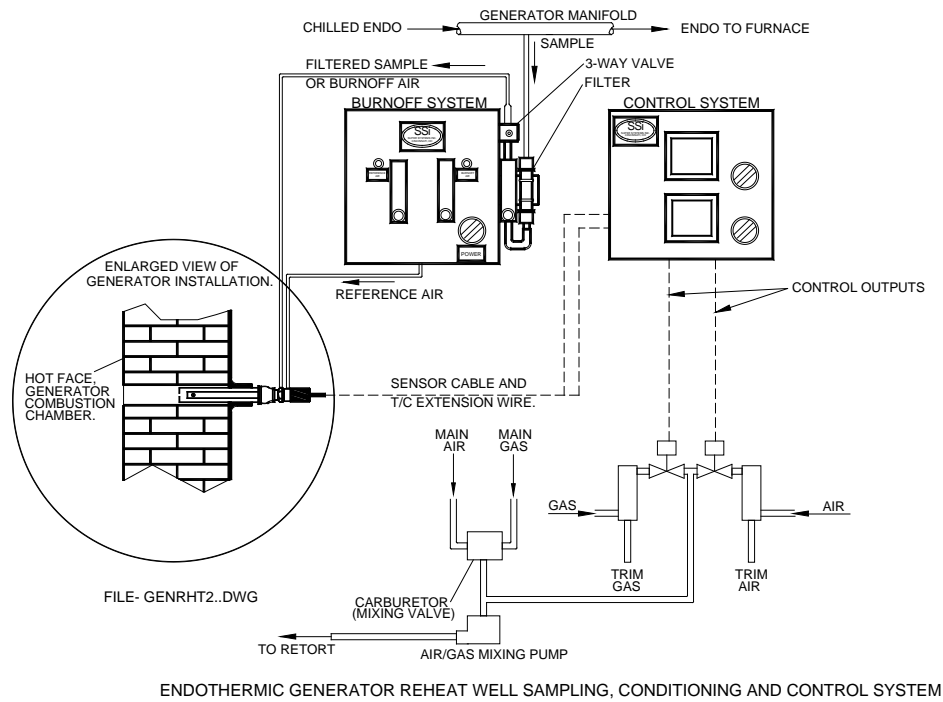 GENERATOR MANIFOLD
CHILLED ENDO
ENDO TO FURNACE
SAMPLE
FILTERED SAMPLE
OR BURNOFF AIR
3-WAY VALVE
FILTER
BURNOFF SYSTEM
CONTROL SYSTEM
SSi
SSi
POWER
ENLARGED VIEW OF
GENERATOR INSTALLATION.
REFERENCE AIR
CONTROL OUTPUTS
HOT FACE,
GENERATOR
COMBUSTION
CHAMBER.
SENSOR CABLE AND
T/C EXTENSION WIRE.
MAIN
AIR
MAIN
GAS
GAS
AIR
TRIM
GAS
TRIM
AIR
CARBURETOR
(MIXING VALVE)
FILE- GENRHT2..DWG
TO RETORT
AIR/GAS MIXING PUMP
ENDOTHERMIC GENERATOR REHEAT WELL SAMPLING, CONDITIONING AND CONTROL SYSTEM